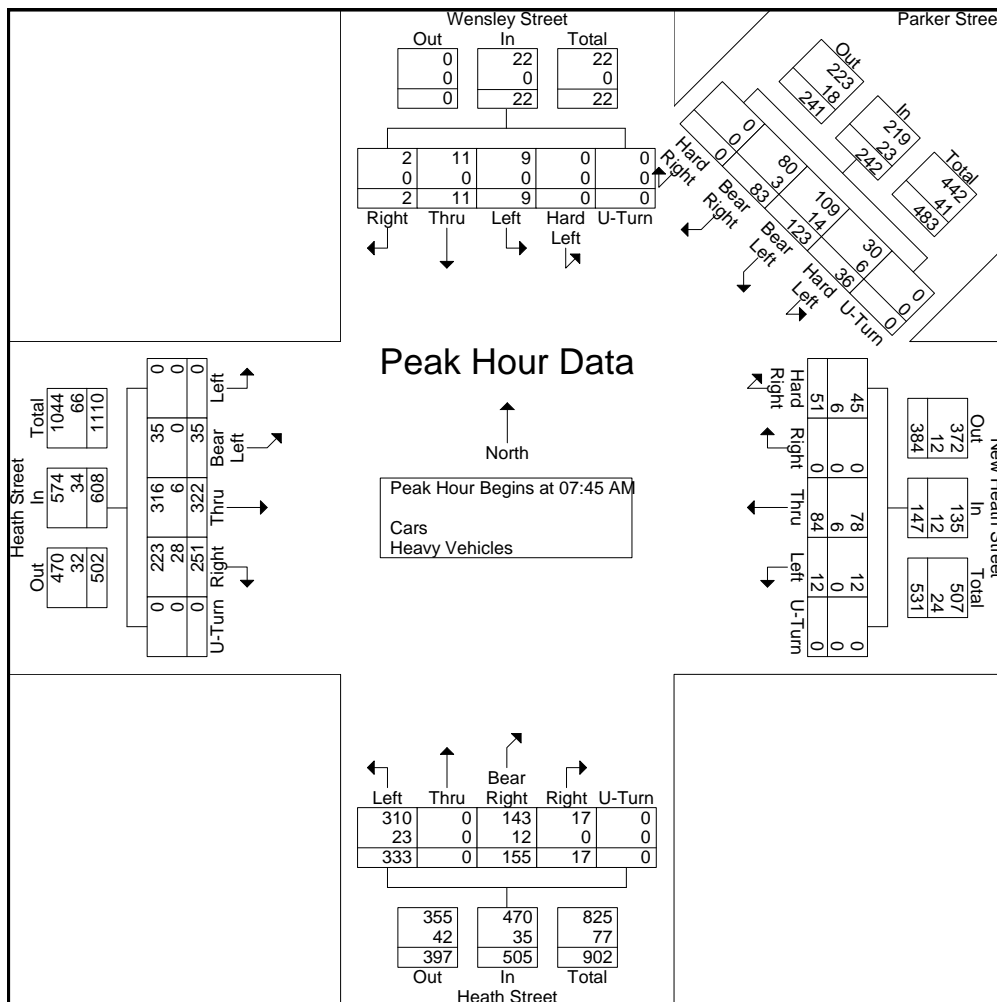 Wensley Street
Out In Total
0 22 22
0 0 0
0 22 22
2 11 9 0 0
0 0 0 0 0
2 11 9 0 0
Right Thru Left Hard Left U-Turn
Parker Street
Out In Total
223 219 442
18 23 41
241 242 483
0 80 109 30 0
0 3 14 6 0
0 83 123 36 0
Hard Right Bear Right Bear Left Hard Left U-Turn
Peak Hour Data
North
Peak Hour Begins at 07:45 AM
Cars
Heavy Vehicles
Heath Street
Total In Out
1044 574 470
66 34 32
1110 608 502
0 35 316 223 0
0 0 6 28 0
0 35 322 251 0
Left Bear Left Thru Right U-Turn
Hard Right Right Thru Left U-Turn
51 0 84 12 0
6 0 6 0 0
45 0 78 12 0
384 147 531
12 12 24
372 135 507
Out In Total
New Heath Street
Left Thru Bear Right Right U-Turn
310 0 143 17 0
23 0 12 0 0
333 0 155 17 0
355 470 825
42 35 77
397 505 902
Out In Total
Heath Street